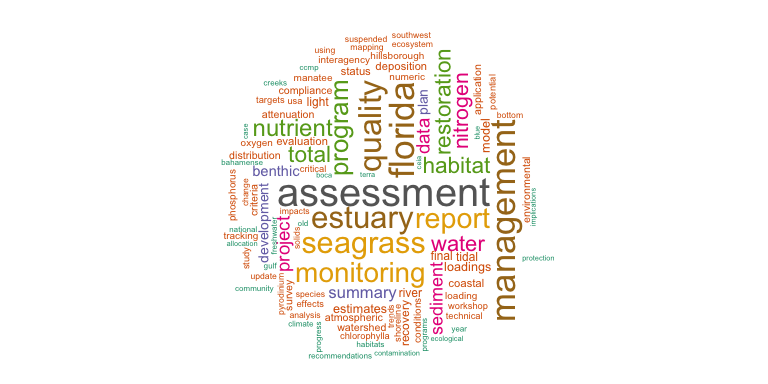 southwest
suspended
mapping
ecosystem
using
hillsborough
interagency
deposition
ccmp
status
manatee
numeric
creeks
compliance
program
quality
florida
plan
restoration
nitrogen
application
potential
targets
usa
light
attenuation
bottom
case
nutrient
data
blue
model
oxygen
evaluation
total
management
distribution
bahamense
critical
habitat
cola
benthic
boca
terra
phosphorus
change
criteria
assessment
environmental
implications
development
impacts
estuary
report
national
old
freshwater
project
solids
tracking
allocation
seagrass
water
study
final
tidal
protection
gulf
loadings
monitoring
update
sediment
coastal
community
pyrodinium
survey
species
summary
river
loading
effects
workshop
estimates
analysis
atmospheric
trends
shoreline
recovery
conditions
technical
climate
progress
watershed
year
chlorophylla
programs
ecological
habitats
contamination
recommendations